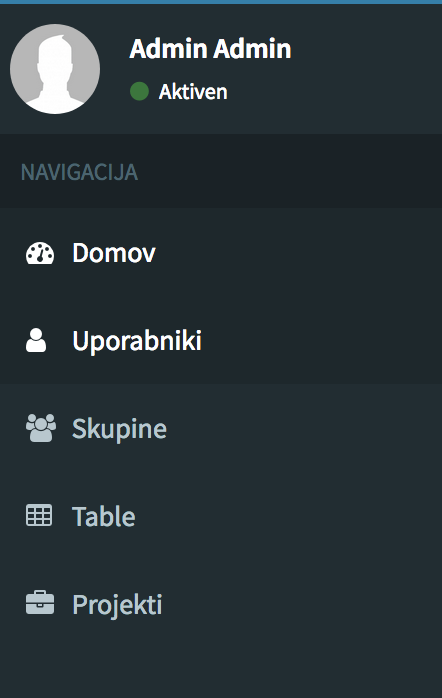 Admin Admin
Aktiven
NAVIGACIJA
Domov
Uporabniki
Skupine
Table
Projekti